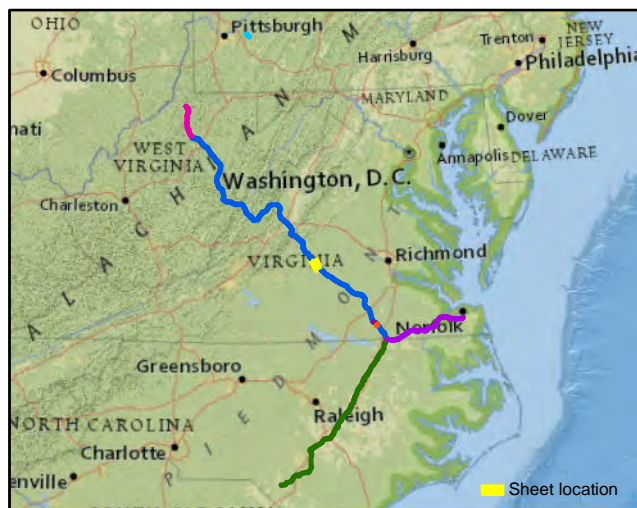 OHIO
Pittsburgh
Harrisburg
Trenton
NEW
JERSEY
Philadelphia
Columbus
MARYLAND
Dover
nati
WEST
VIRGINIA
Annapolis
DELAWARE
Washington, D.C.
Charleston
A L A C H A N M
VIRGINIA
Richmond
P I E D M O N T
Norfolk
Greensboro
Raleigh
NORTH CAROLINA
Charlotte
enville
Sheet location